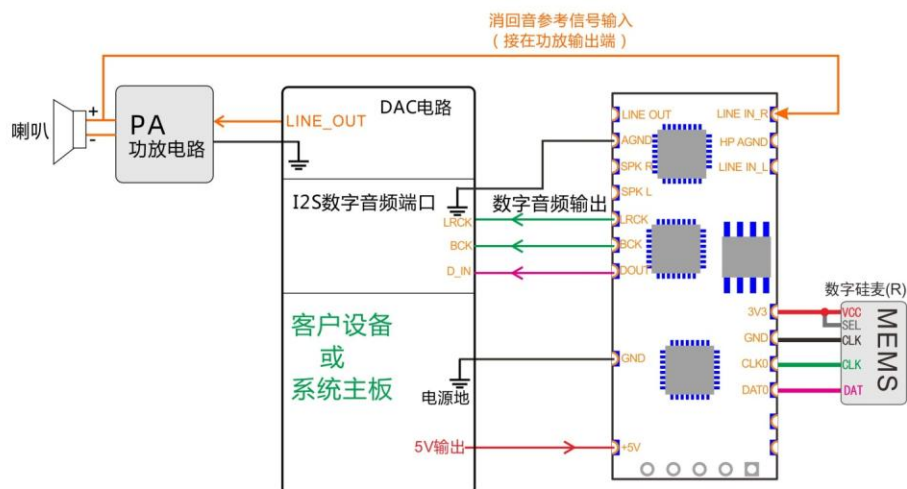 消回音参考信号输入
（接在功放输出端）
喇叭
+
-
PA
功放电路
LINE_OUT
DAC电路
I2S数字音频端口
LRCK
BCK
D_IN
数字音频输出
客户设备
或
系统主板
电源地
5V输出
LINE OUT
AGND
SPK R
SPK L
LRCK
BCK
DOUT
GND
+5V
LINE IN_R
HP AGND
LINE IN_L
3V3
GND
CLK0
DAT0
数字硅麦(R)
VCC
SEL
CLK
CLK
DAT
MEMS